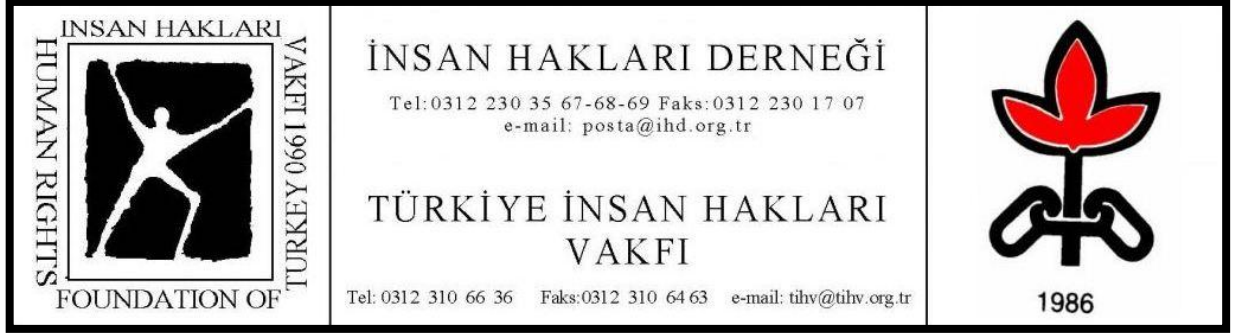 İNSAN HAKLARI
VAKFI 1990 TURKEY
HUMAN RIGHTS
FOUNDATION OF
İNSAN HAKLARI DERNEĞİ
Tel:0312 230 35 67-68-69 Faks:0312 230 17 07
e-mail: posta@ihd.org.tr
TÜRKİYE İNSAN HAKLARI
VAKFI
Tel: 0312 310 66 36 Faks:0312 310 64 63 e-mail: tihv@tihv.org.tr
1986